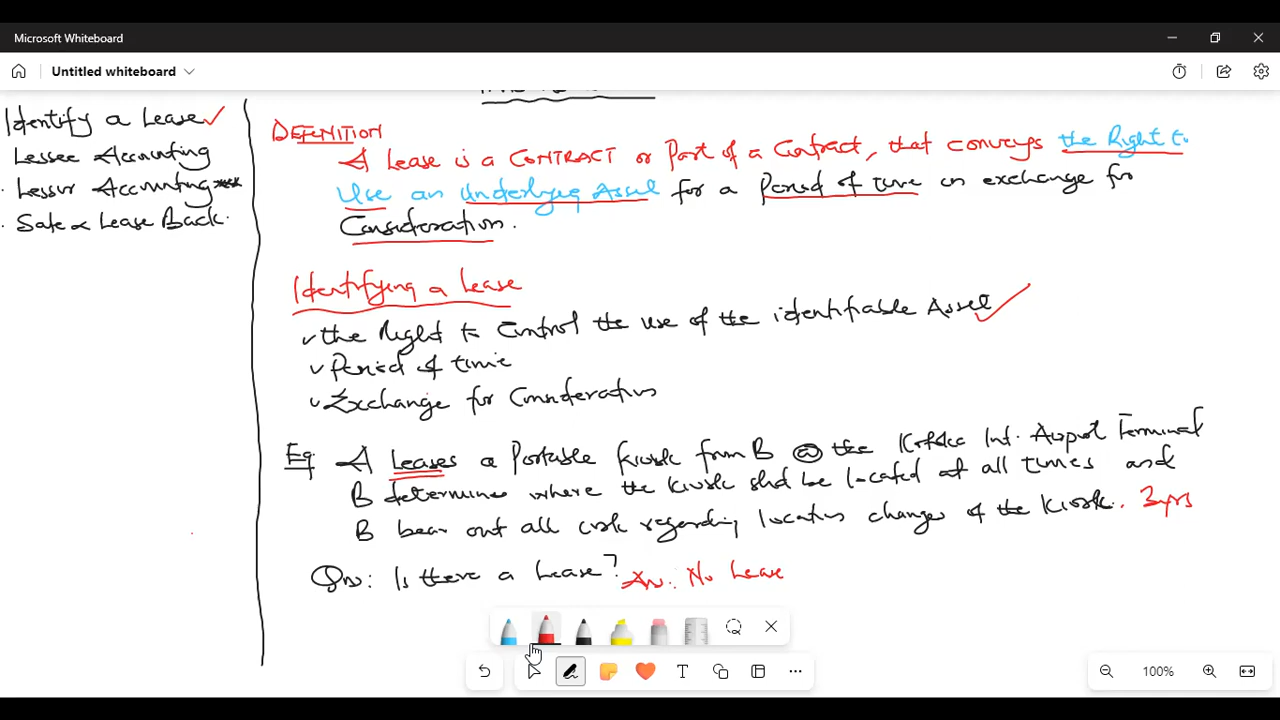 Microsoft Whiteboard
Untitled whiteboard
Identify a Lease
Lessee Accounting
Lessor Accounting
Sale & Lease Back
DEFINITION
A Lease is a CONTRACT or Part of a Contract, that conveys the Right to
Use an Underlying Asset for a Period of time in exchange for
Consideration.
Identifying a Lease
the Right to Control the use of the identifiable Asset
Period of time
Exchange for Consideration
Eg: A Leases a Portable Kiosk from B @ the Int. Airport Terminal
B determines where the Kiosk shd be located at all times and
B bear out all cost regarding location changes of the Kiosk. 3yrs
Qn: Is there a Lease? An: No Lease
100%